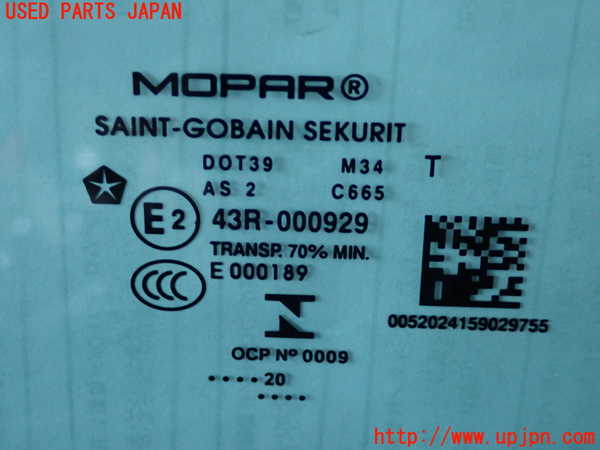 USED PARTS JAPAN
MOPAR®
SAINT-GOBAIN SEKURIT
DOT39 M34 T
AS 2 C665
E2 43R-000929
TRANSP. 70% MIN.
CCC E 000189
0052024159029755
OCP Nº 0009
••••• 20
••••
http://www.upjpn.com/